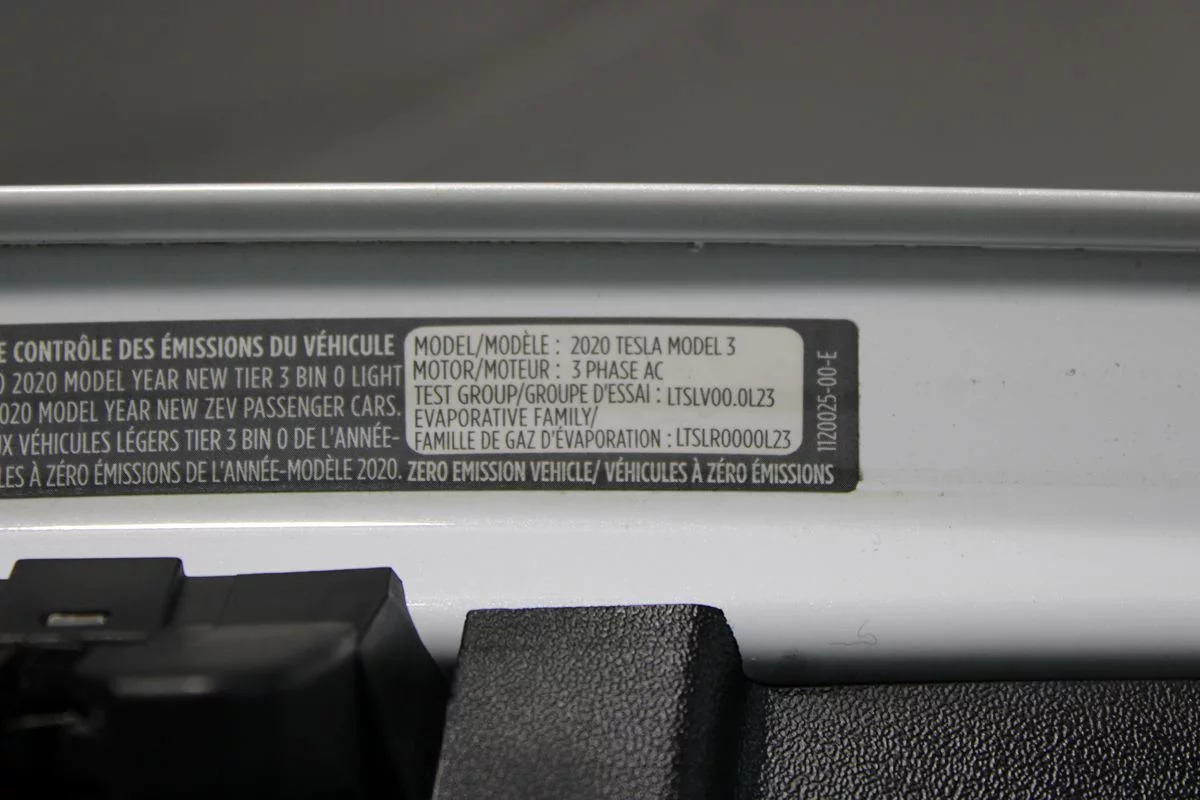 E CONTRÔLE DES ÉMISSIONS DU VÉHICULE
2020 MODEL YEAR NEW TIER 3 BIN 0 LIGHT
2020 MODEL YEAR NEW ZEV PASSENGER CARS.
UX VÉHICULES LÉGERS TIER 3 BIN 0 DE L'ANNÉE-
LES À ZÉRO ÉMISSIONS DE L'ANNÉE-MODÈLE 2020.
MODEL/MODÈLE : 2020 TESLA MODEL 3
MOTOR/MOTEUR : 3 PHASE AC
TEST GROUP/GROUPE D'ESSAI : LTSLV00.0L23
EVAPORATIVE FAMILY/
FAMILLE DE GAZ D'ÉVAPORATION : LTSLR0000L23
ZERO EMISSION VEHICLE/ VÉHICULES À ZÉRO ÉMISSIONS
1120025-00-E